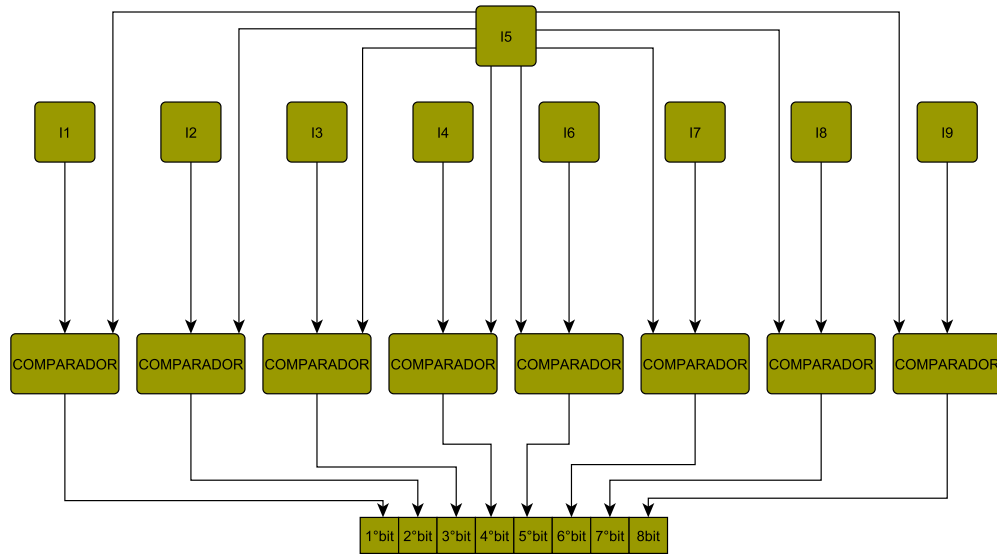 I5
I1
I2
I3
I4
I6
I7
I8
I9
COMPARADOR
COMPARADOR
COMPARADOR
COMPARADOR
COMPARADOR
COMPARADOR
COMPARADOR
COMPARADOR
1°bit
2°bit
3°bit
4°bit
5°bit
6°bit
7°bit
8bit